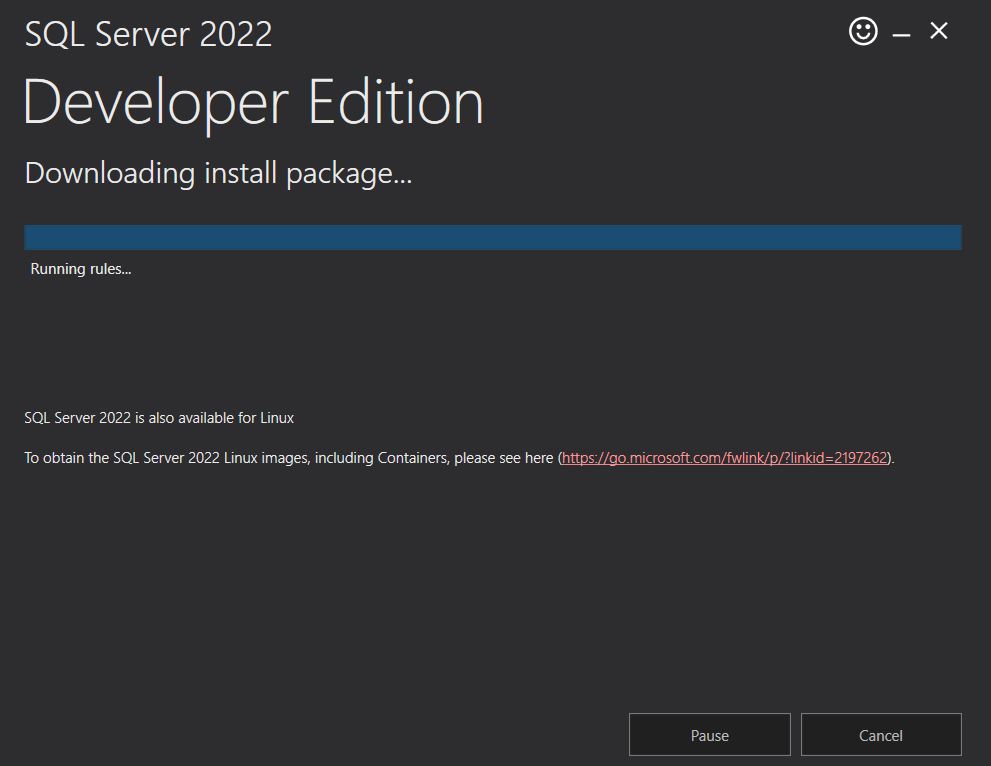 SQL Server 2022
Developer Edition
Downloading install package...
Running rules...
SQL Server 2022 is also available for Linux
To obtain the SQL Server 2022 Linux images, including Containers, please see here (https://go.microsoft.com/fwlink/p/?linkid=2197262).
Pause
Cancel